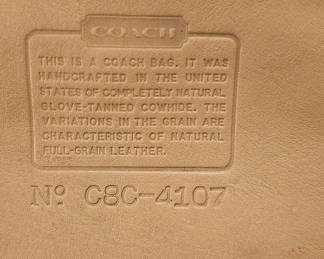 COACH
THIS IS A COACH BAG. IT WAS
HANDCRAFTED IN THE UNITED
STATES OF COMPLETELY NATURAL
GLOVE-TANNED COWHIDE. THE
VARIATIONS IN THE GRAIN ARE
CHARACTERISTIC OF NATURAL
FULL-GRAIN LEATHER.
Nº C8C-4107